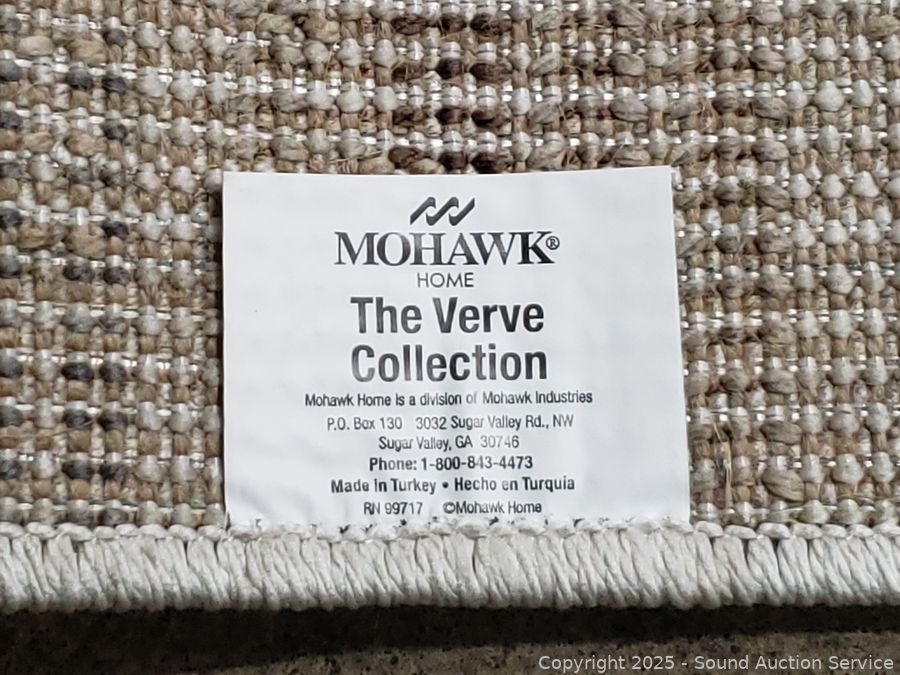 MOHAWK®
HOME
The Verve
Collection
Mohawk Home is a division of Mohawk Industries
P.O. Box 130 3032 Sugar Valley Rd., NW
Sugar Valley, GA 30746
Phone: 1-800-843-4473
Made in Turkey • Hecho en Turquia
RN 99717 ©Mohawk Home
Copyright 2025 - Sound Auction Service